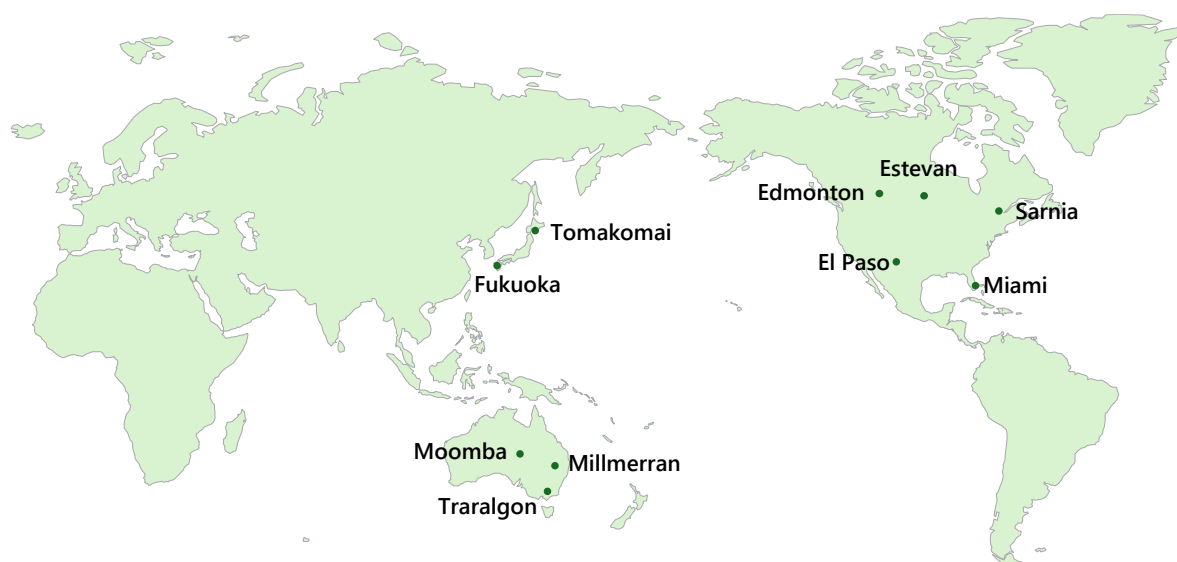 Estevan
Edmonton
Sarnia
Tomakomai
El Paso
Fukuoka
Miami
Moomba
Millmerran
Traralgon